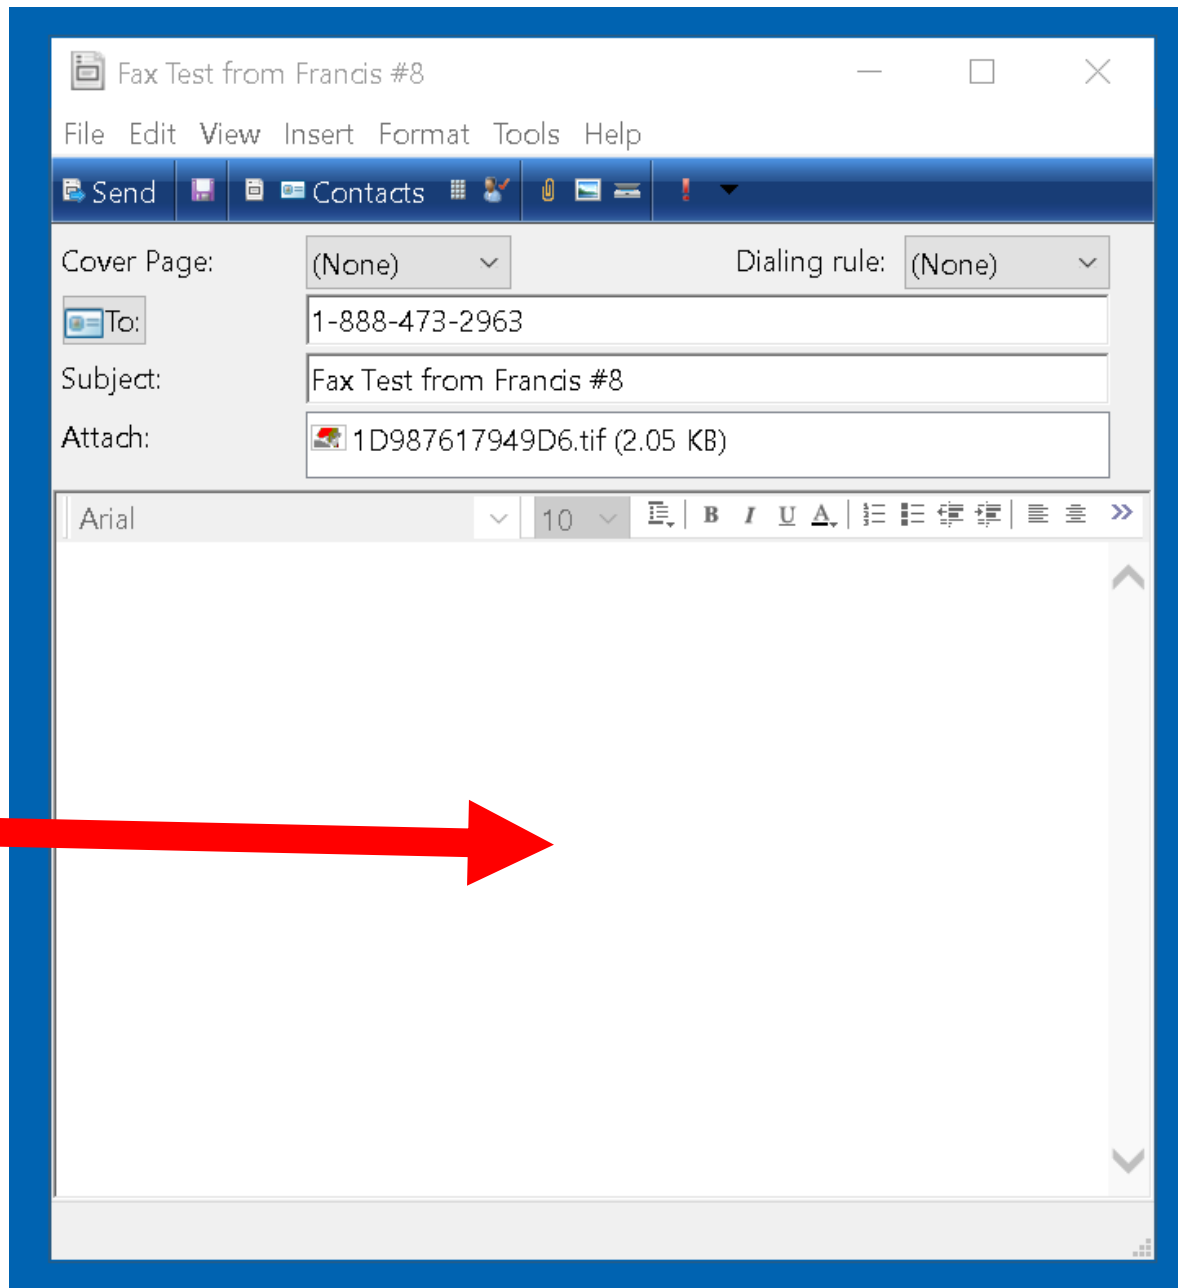 Fax Test from Francis #8
File Edit View Insert Format Tools Help
Send Contacts
Cover Page: (None) Dialing rule: (None)
To: 1-888-473-2963
Subject: Fax Test from Francis #8
Attach: 1D987617949D6.tif (2.05 KB)
Arial 10 B I U A